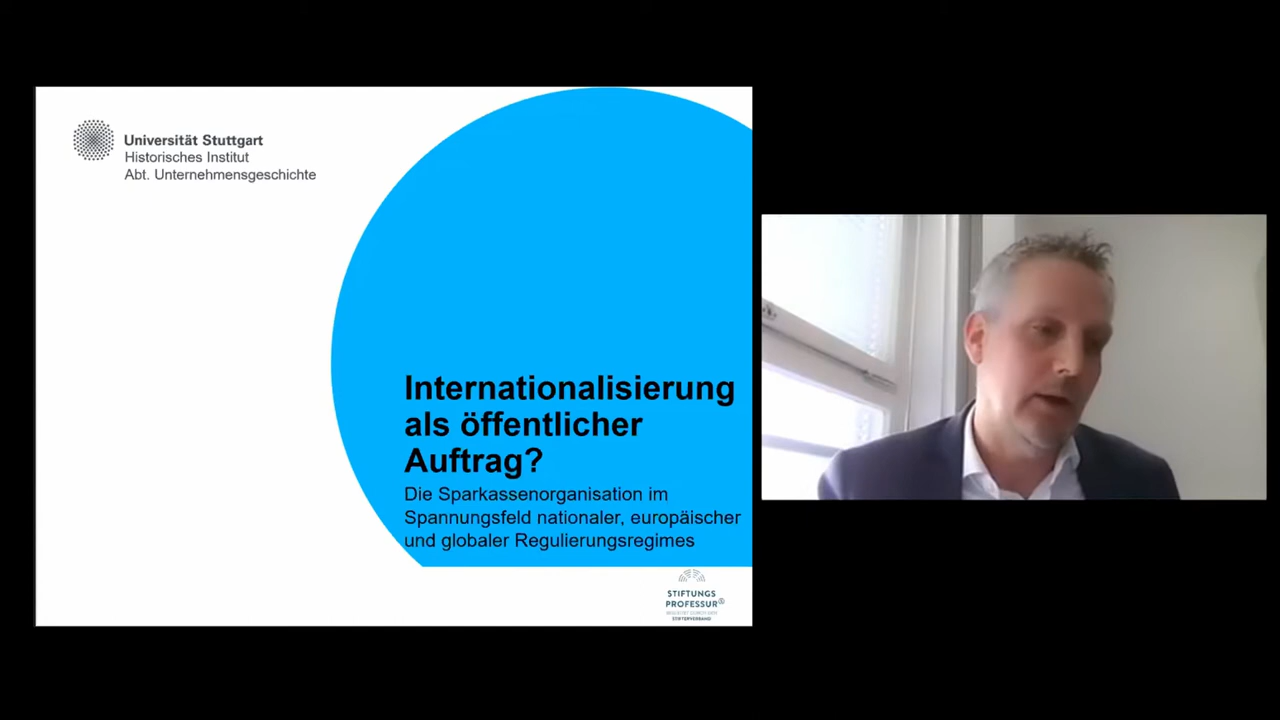 Universität Stuttgart
Historisches Institut
Abt. Unternehmensgeschichte
Internationalisierung
als öffentlicher
Auftrag?
Die Sparkassenorganisation im
Spannungsfeld nationaler, europäischer
und globaler Regulierungsregimes
STIFTUNGS
PROFESSUR
STIFTERVERBAND